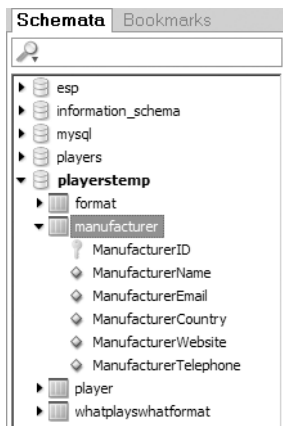 Schemata Bookmarks
esp
information_schema
mysql
players
playerstemp
format
manufacturer
ManufacturerID
ManufacturerName
ManufacturerEmail
ManufacturerCountry
ManufacturerWebsite
ManufacturerTelephone
player
whatplayswhatformat